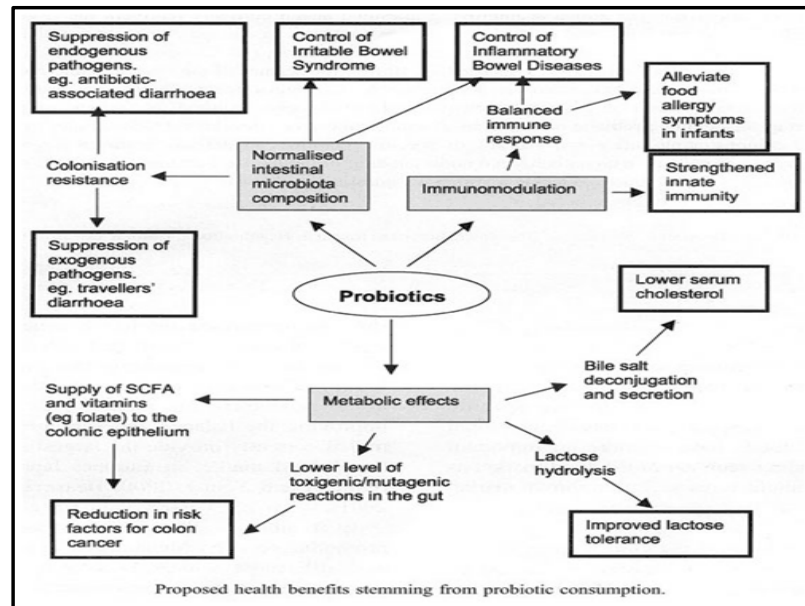 Suppression of
endogenous
pathogens.
eg. antibiotic-
associated diarrhoea
Control of
Irritable Bowel
Syndrome
Control of
Inflammatory
Bowel Diseases
Alleviate
food
allergy
symptoms
in infants
Balanced
immune
response
Colonisation
resistance
Normalised
intestinal
microbiota
composition
Immunomodulation
Strengthened
innate
immunity
Suppression of
exogenous
pathogens.
eg. travellers'
diarrhoea
Probiotics
Lower serum
cholesterol
Supply of SCFA
and vitamins
(eg folate) to the
colonic epithelium
Metabolic effects
Bile salt
deconjugation
and secretion
Lower level of
toxigenic/mutagenic
reactions in the gut
Lactose
hydrolysis
Reduction in risk
factors for colon
cancer
Improved lactose
tolerance
Proposed health benefits stemming from probiotic consumption.